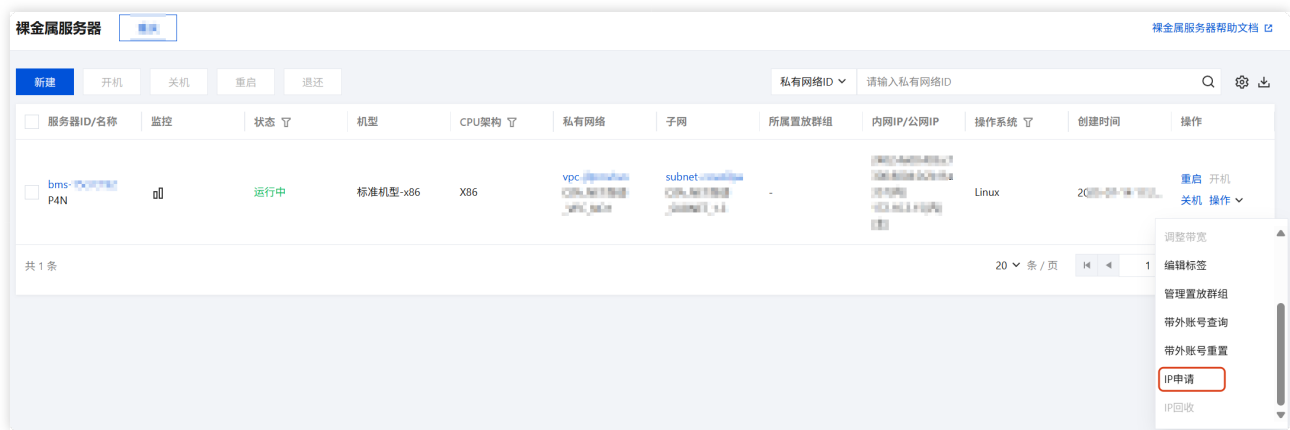 裸金属服务器
裸金属服务器帮助文档
新建 开机 关机 重启 退还 私有网络ID 请输入私有网络ID
服务器ID/名称 监控 状态 机型 CPU架构 私有网络 子网 所属置放群组 内网IP/公网IP 操作系统 创建时间 操作
bms-
P4N
运行中 标准机型-x86 X86
vpc-
subnet-
-
Linux
2
重启 开机
关机 操作
共 1 条 20 条 / 页 1
调整带宽
编辑标签
管理置放群组
带外账号查询
带外账号重置
IP申请
IP回收